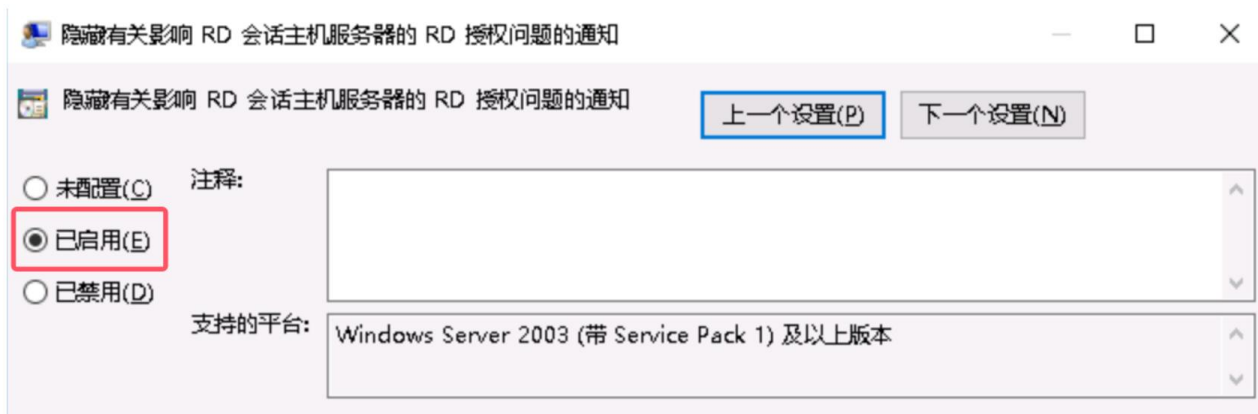 隐藏有关影响 RD 会话主机服务器的 RD 授权问题的通知
隐藏有关影响 RD 会话主机服务器的 RD 授权问题的通知
上一个设置(P) 下一个设置(N)
未配置(C) 注释:
已启用(E)
已禁用(D)
支持的平台: Windows Server 2003 (带 Service Pack 1) 及以上版本